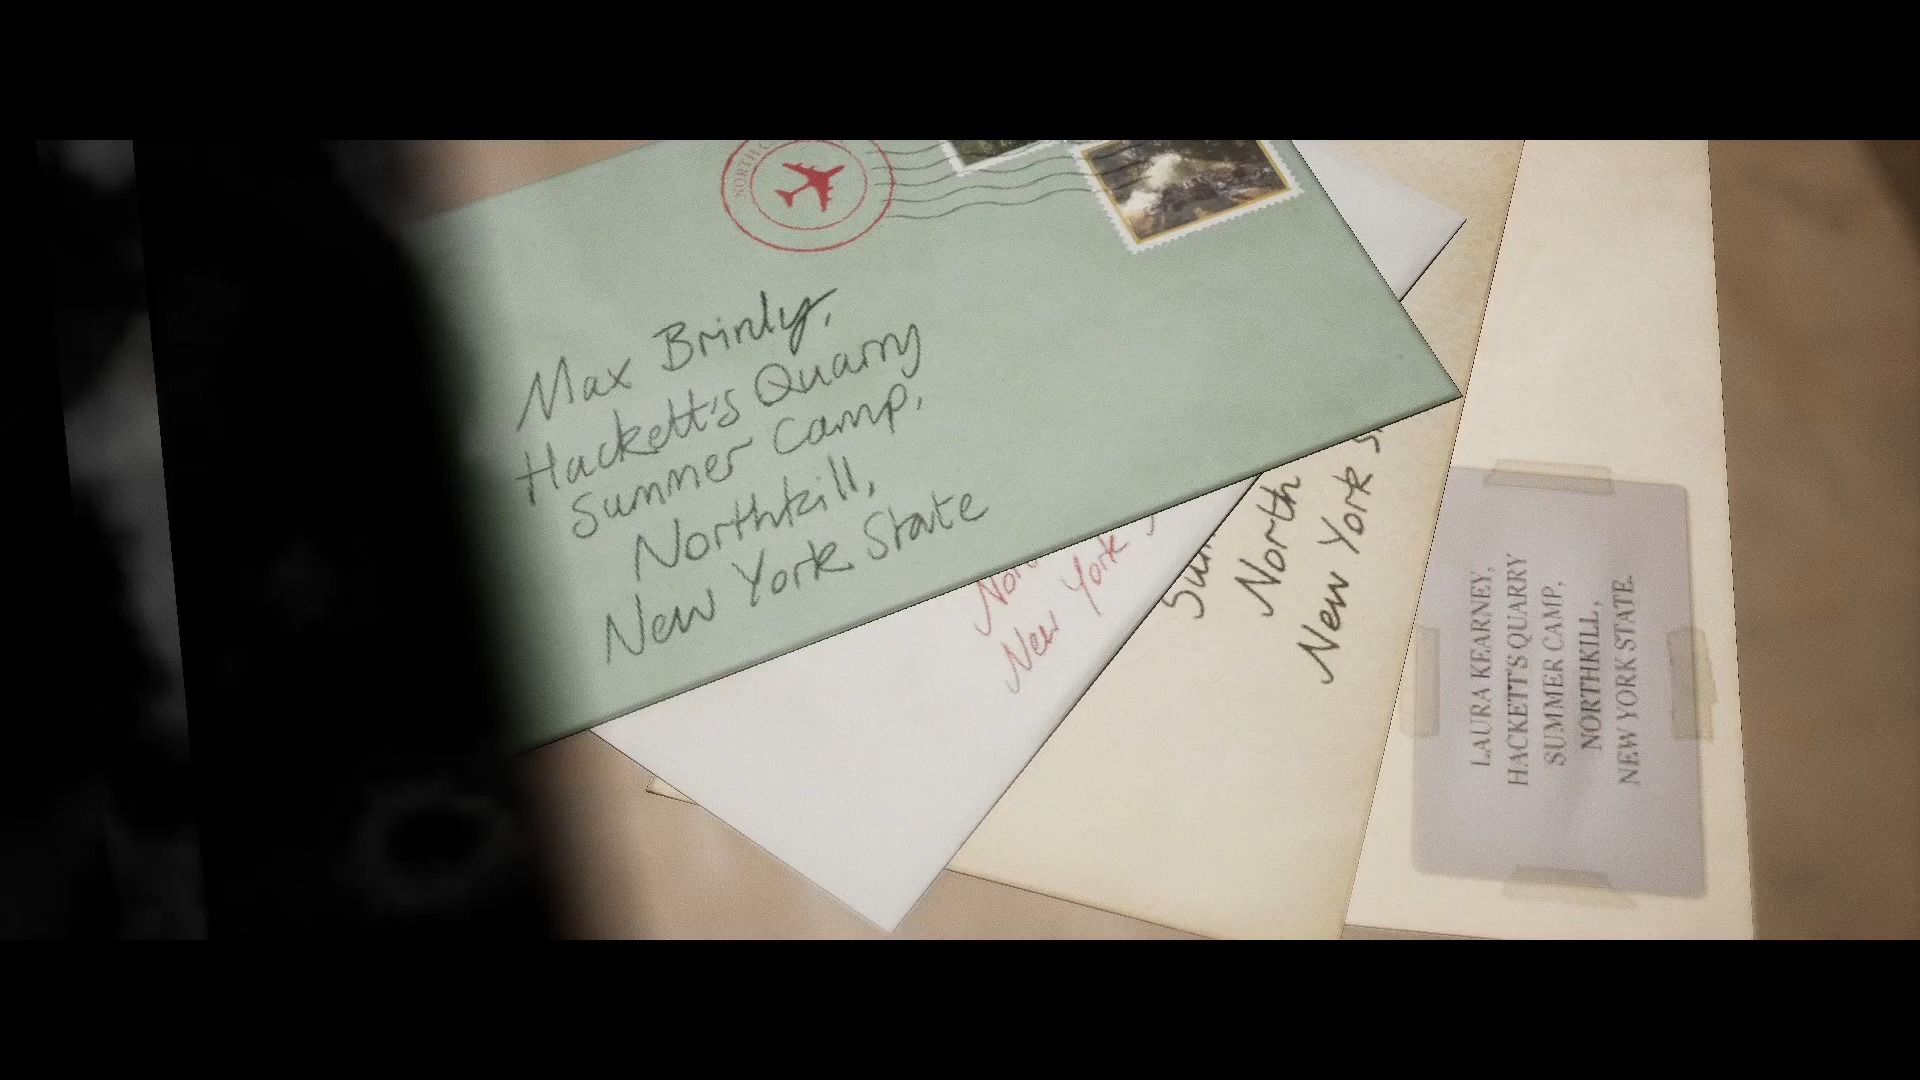 NORTH C
Max Brinly,
Hackett's Quarry
Summer Camp,
Northkill,
New York State
New York
North
New York
LAURA KEARNEY,
HACKETT'S QUARRY
SUMMER CAMP,
NORTHKILL,
NEW YORK STATE.